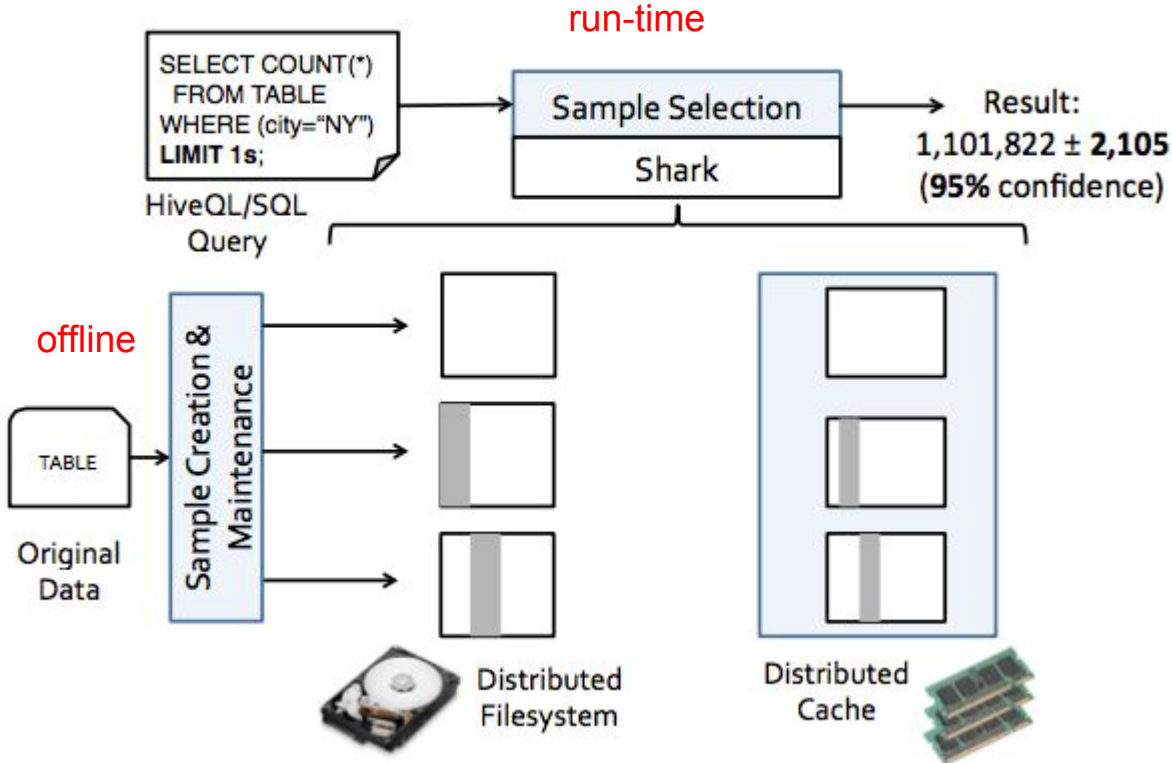 run-time
SELECT COUNT(*)
FROM TABLE
WHERE (city=“NY”)
LIMIT 1s;
HiveQL/SQL
Query
Sample Selection
Shark
Result:
1,101,822 ± 2,105
(95% confidence)
offline
TABLE
Original
Data
Sample Creation &
Maintenance
Distributed
Filesystem
Distributed
Cache